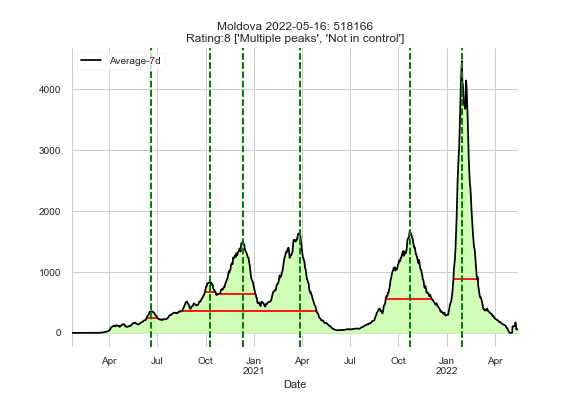 Moldova 2022-05-16: 518166
Rating:8 ['Multiple peaks', 'Not in control']
Average-7d
4000
3000
2000
1000
0
Apr Jul Oct Jan Apr Jul Oct Jan Apr
2021 2022
Date